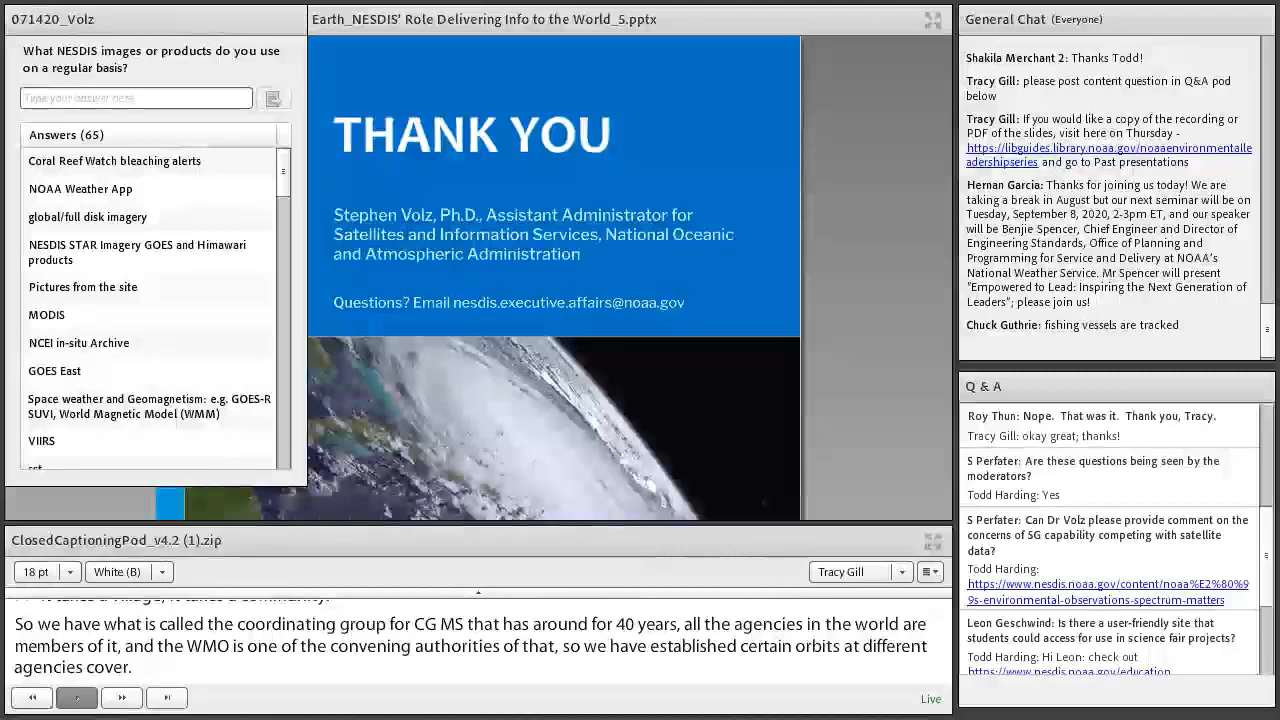 071420_Volz
What NESDIS images or products do you use
on a regular basis?
Type your answer here
Answers (65)
Coral Reef Watch bleaching alerts
NOAA Weather App
global/full disk imagery
NESDIS STAR Imagery GOES and Himawari
products
Pictures from the site
MODIS
NCEI in-situ Archive
GOES East
Space weather and Geomagnetism: e.g. GOES-R
SUVI, World Magnetic Model (WMM)
VIIRS
Earth_NESDIS' Role Delivering Info to the World_5.pptx
THANK YOU
Stephen Volz, Ph.D., Assistant Administrator for
Satellites and Information Services, National Oceanic
and Atmospheric Administration
Questions? Email nesdis.executive.affairs@noaa.gov
ClosedCaptioningPod_v4.2 (1).zip
18 pt
White (B)
Tracy Gill
it takes a village, it takes a community.
So we have what is called the coordinating group for CG MS that has around for 40 years, all the agencies in the world are
members of it, and the WMO is one of the convening authorities of that, so we have established certain orbits at different
agencies cover.
Live
General Chat (Everyone)
Shakila Merchant 2: Thanks Todd!
Tracy Gill: please post content question in Q&A pod
below
Tracy Gill: If you would like a copy of the recording or
PDF of the slides, visit here on Thursday -
https://libguides.library.noaa.gov/noaaenvironmentalle
adershipseries and go to Past presentations
Hernan Garcia: Thanks for joining us today! We are
taking a break in August but our next seminar will be on
Tuesday, September 8, 2020, 2-3pm ET, and our speaker
will be Benjie Spencer, Chief Engineer and Director of
Engineering Standards, Office of Planning and
Programming for Service and Delivery at NOAA's
National Weather Service. Mr Spencer will present
"Empowered to Lead: Inspiring the Next Generation of
Leaders"; please join us!
Chuck Guthrie: fishing vessels are tracked
Q & A
Roy Thun: Nope. That was it. Thank you, Tracy.
Tracy Gill: okay great; thanks!
S Perfater: Are these questions being seen by the
moderators?
Todd Harding: Yes
S Perfater: Can Dr Volz please provide comment on the
concerns of 5G capability competing with satellite
data?
Todd Harding:
https://www.nesdis.noaa.gov/content/noaa%E2%80%9
9s-environmental-observations-spectrum-matters
Leon Geschwind: Is there a user-friendly site that
students could access for use in science fair projects?
Todd Harding: Hi Leon: check out
https://www.nesdis.noaa.gov/education